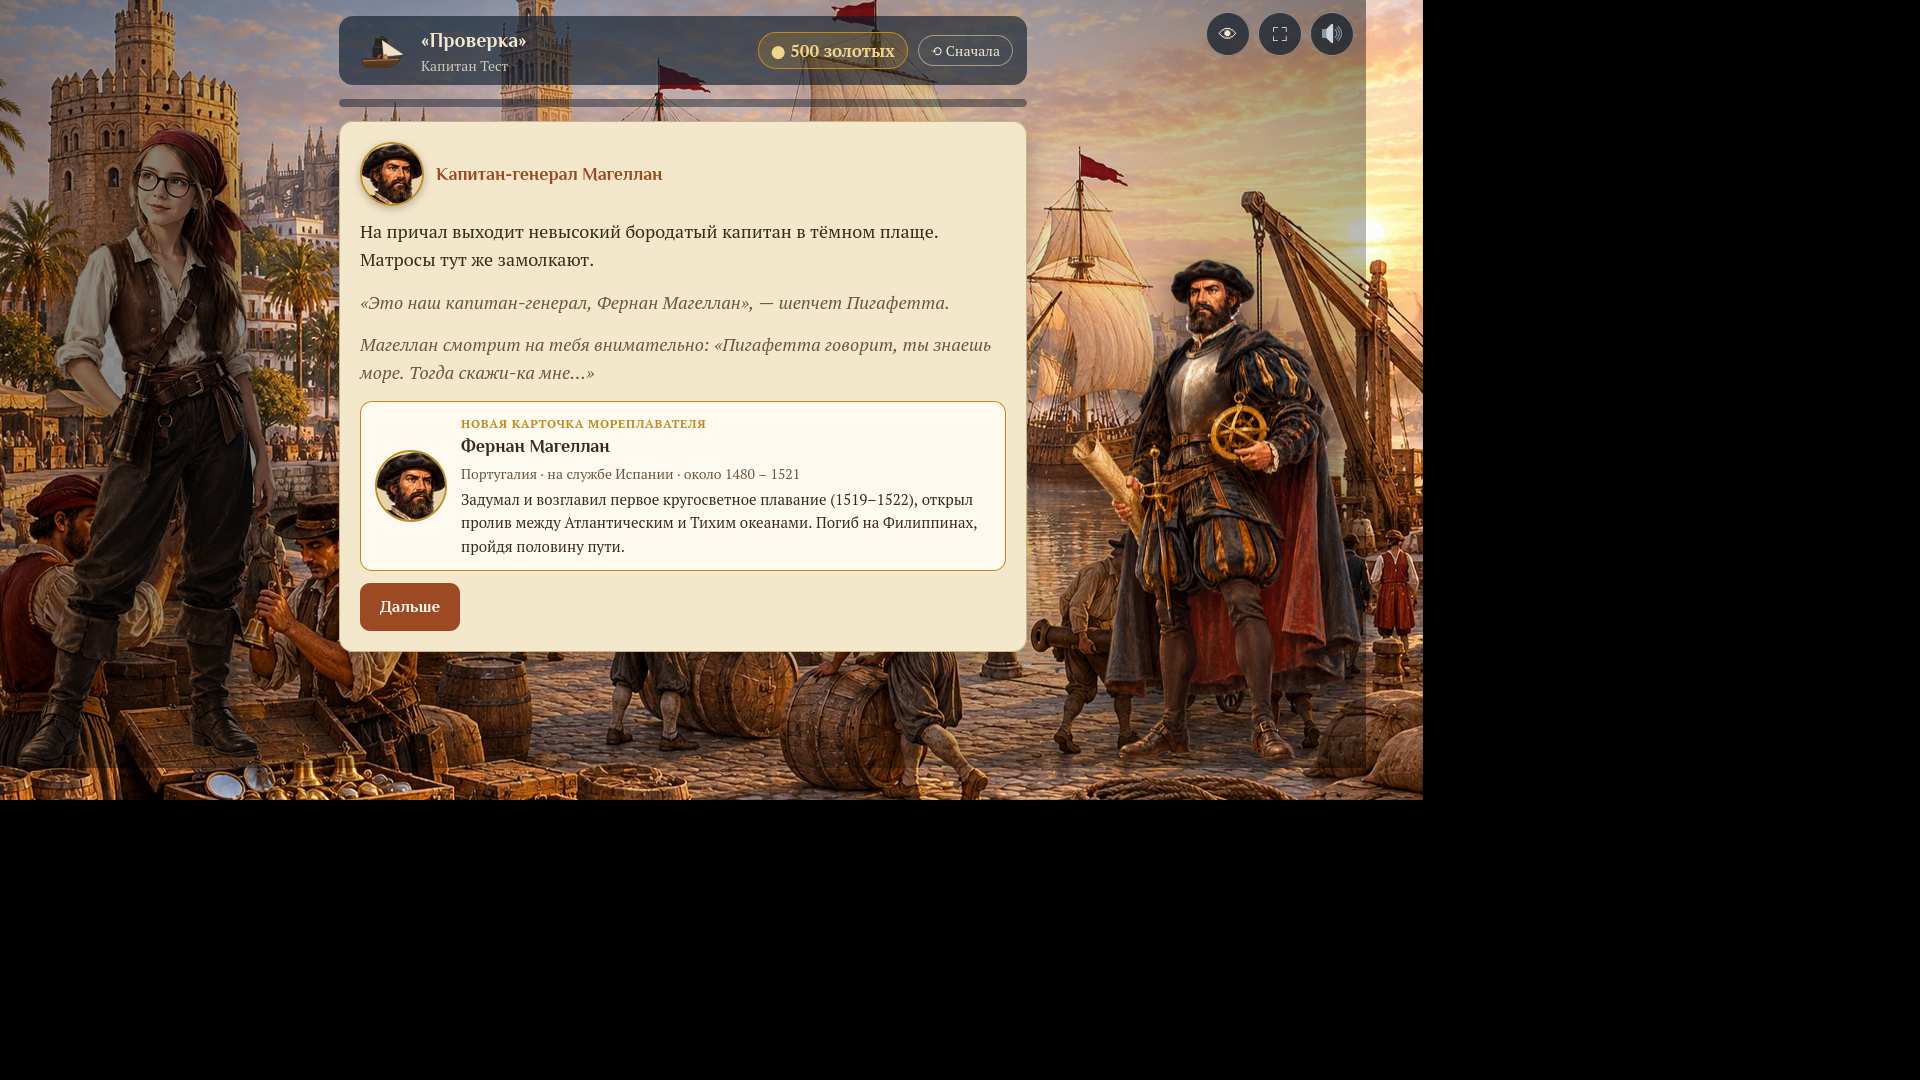 «Проверка»
Капитан Тест
500 золотых
⟲ Сначала
Капитан-генерал Магеллан
На причал выходит невысокий бородатый капитан в тёмном плаще.
Матросы тут же замолкают.
«Это наш капитан-генерал, Фернан Магеллан», — шепчет Пигафетта.
Магеллан смотрит на тебя внимательно: «Пигафетта говорит, ты знаешь
море. Тогда скажи-ка мне…»
НОВАЯ КАРТОЧКА МОРЕПЛАВАТЕЛЯ
Фернан Магеллан
Португалия · на службе Испании · около 1480 – 1521
Задумал и возглавил первое кругосветное плавание (1519–1522), открыл
пролив между Атлантическим и Тихим океанами. Погиб на Филиппинах,
пройдя половину пути.
Дальше